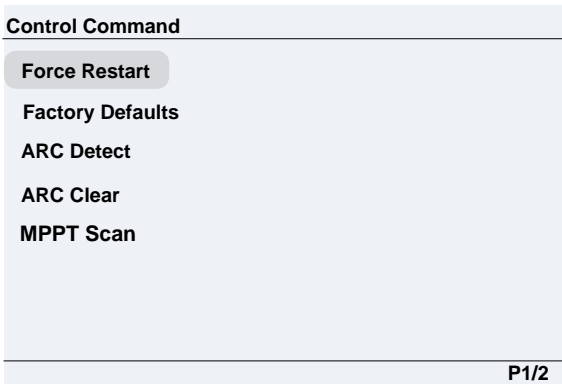 Control Command
Force Restart
Factory Defaults
ARC Detect
ARC Clear
MPPT Scan
P1/2